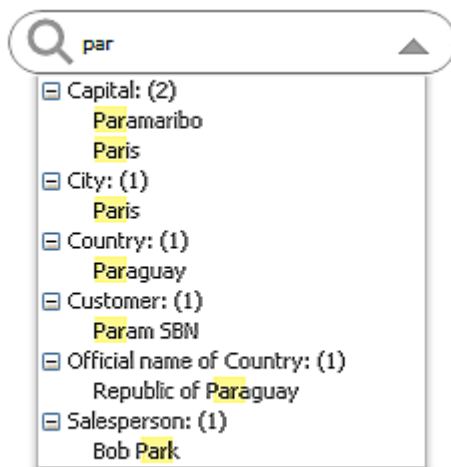 par
Capital: (2)
Paramaribo
Paris
City: (1)
Paris
Country: (1)
Paraguay
Customer: (1)
Param SBN
Official name of Country: (1)
Republic of Paraguay
Salesperson: (1)
Bob Park